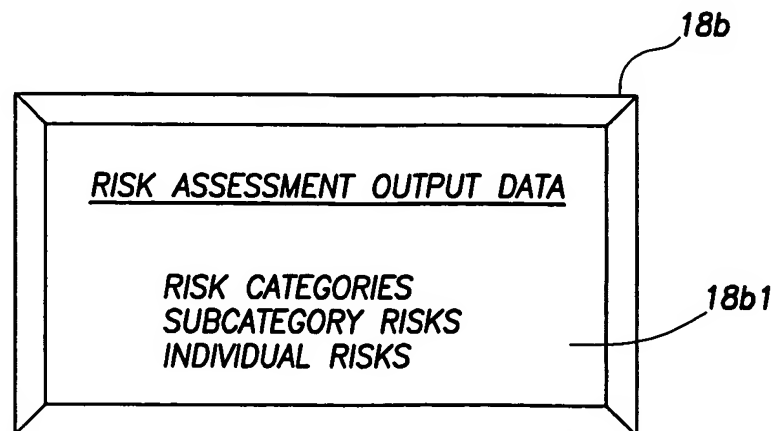 18b
RISK ASSESSMENT OUTPUT DATA
RISK CATEGORIES
SUBCATEGORY RISKS
INDIVIDUAL RISKS
18b1